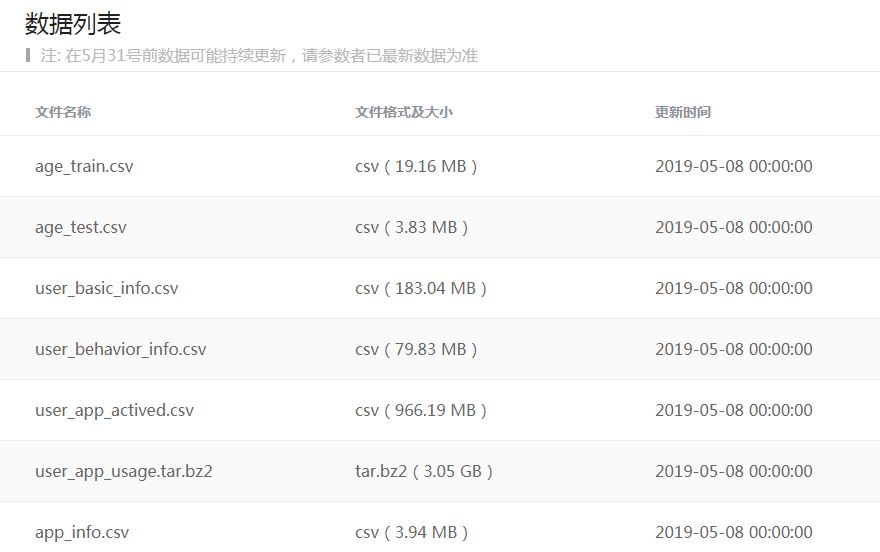 数据列表
注: 在5月31号前数据可能持续更新，请参数者已最新数据为准
文件名称 文件格式及大小 更新时间
age_train.csv csv ( 19.16 MB ) 2019-05-08 00:00:00
age_test.csv csv ( 3.83 MB ) 2019-05-08 00:00:00
user_basic_info.csv csv ( 183.04 MB ) 2019-05-08 00:00:00
user_behavior_info.csv csv ( 79.83 MB ) 2019-05-08 00:00:00
user_app_actived.csv csv ( 966.19 MB ) 2019-05-08 00:00:00
user_app_usage.tar.bz2 tar.bz2 ( 3.05 GB ) 2019-05-08 00:00:00
app_info.csv csv ( 3.94 MB ) 2019-05-08 00:00:00